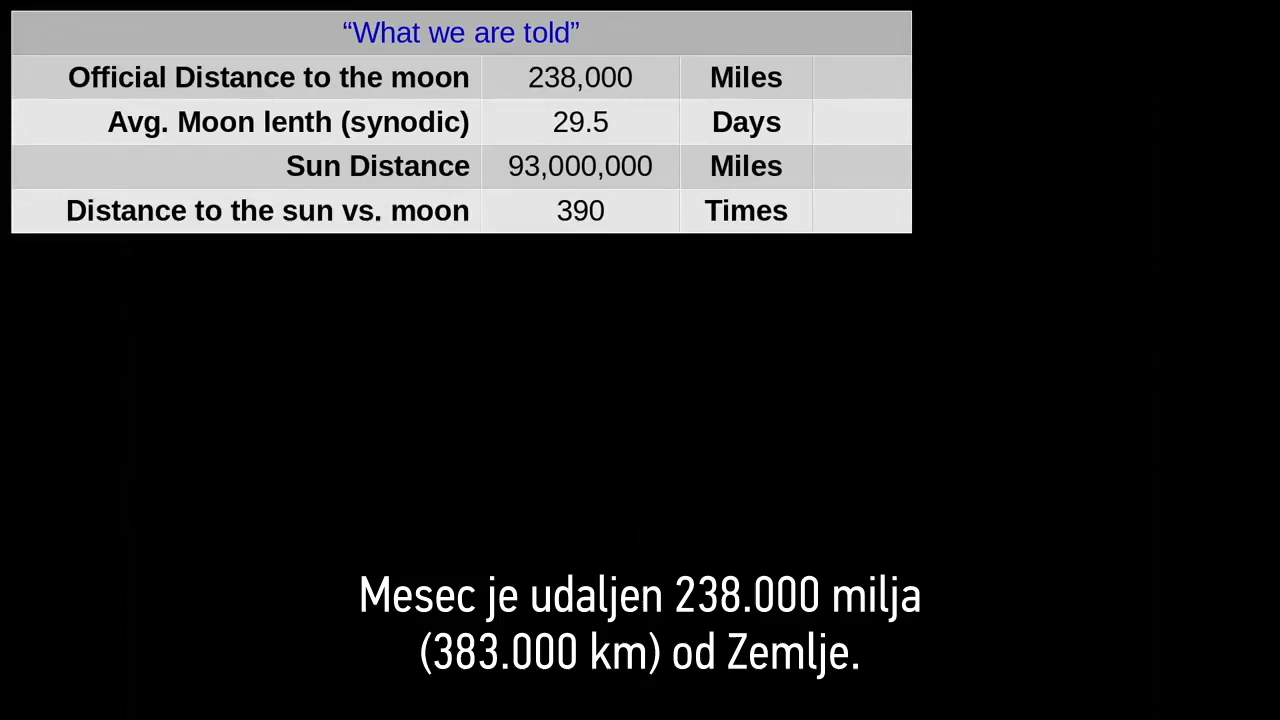 “What we are told”
Official Distance to the moon 238,000 Miles
Avg. Moon lenth (synodic) 29.5 Days
Sun Distance 93,000,000 Miles
Distance to the sun vs. moon 390 Times
Mesec je udaljen 238.000 milja
(383.000 km) od Zemlje.